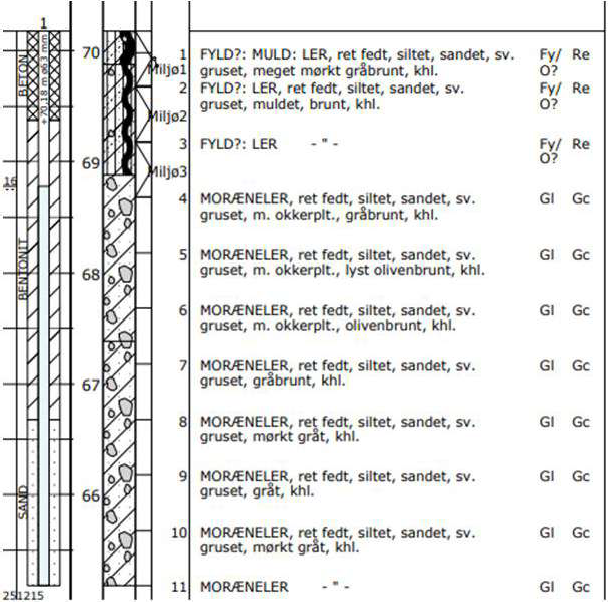 1
BETON
+70,18 m ø63 mm
16
BENTONIT
SAND
251215
70
69
68
67
66
Miljø1
Miljø2
Miljø3
1 FYLD?: MULD: LER, ret fedt, siltet, sandet, sv. Fy/ Re
gruset, meget mørkt gråbrunt, khl. O?
2 FYLD?: LER, ret fedt, siltet, sandet, sv. Fy/ Re
gruset, muldet, brunt, khl. O?
3 FYLD?: LER - " - Fy/ Re
O?
4 MORÆNELER, ret fedt, siltet, sandet, sv. Gl Gc
gruset, m. okkerplt., gråbrunt, khl.
5 MORÆNELER, ret fedt, siltet, sandet, sv. Gl Gc
gruset, m. okkerplt., lyst olivenbrunt, khl.
6 MORÆNELER, ret fedt, siltet, sandet, sv. Gl Gc
gruset, m. okkerplt., olivenbrunt, khl.
7 MORÆNELER, ret fedt, siltet, sandet, sv. Gl Gc
gruset, gråbrunt, khl.
8 MORÆNELER, ret fedt, siltet, sandet, sv. Gl Gc
gruset, mørkt gråt, khl.
9 MORÆNELER, ret fedt, siltet, sandet, sv. Gl Gc
gruset, gråt, khl.
10 MORÆNELER, ret fedt, siltet, sandet, sv. Gl Gc
gruset, mørkt gråt, khl.
11 MORÆNELER - " - Gl Gc